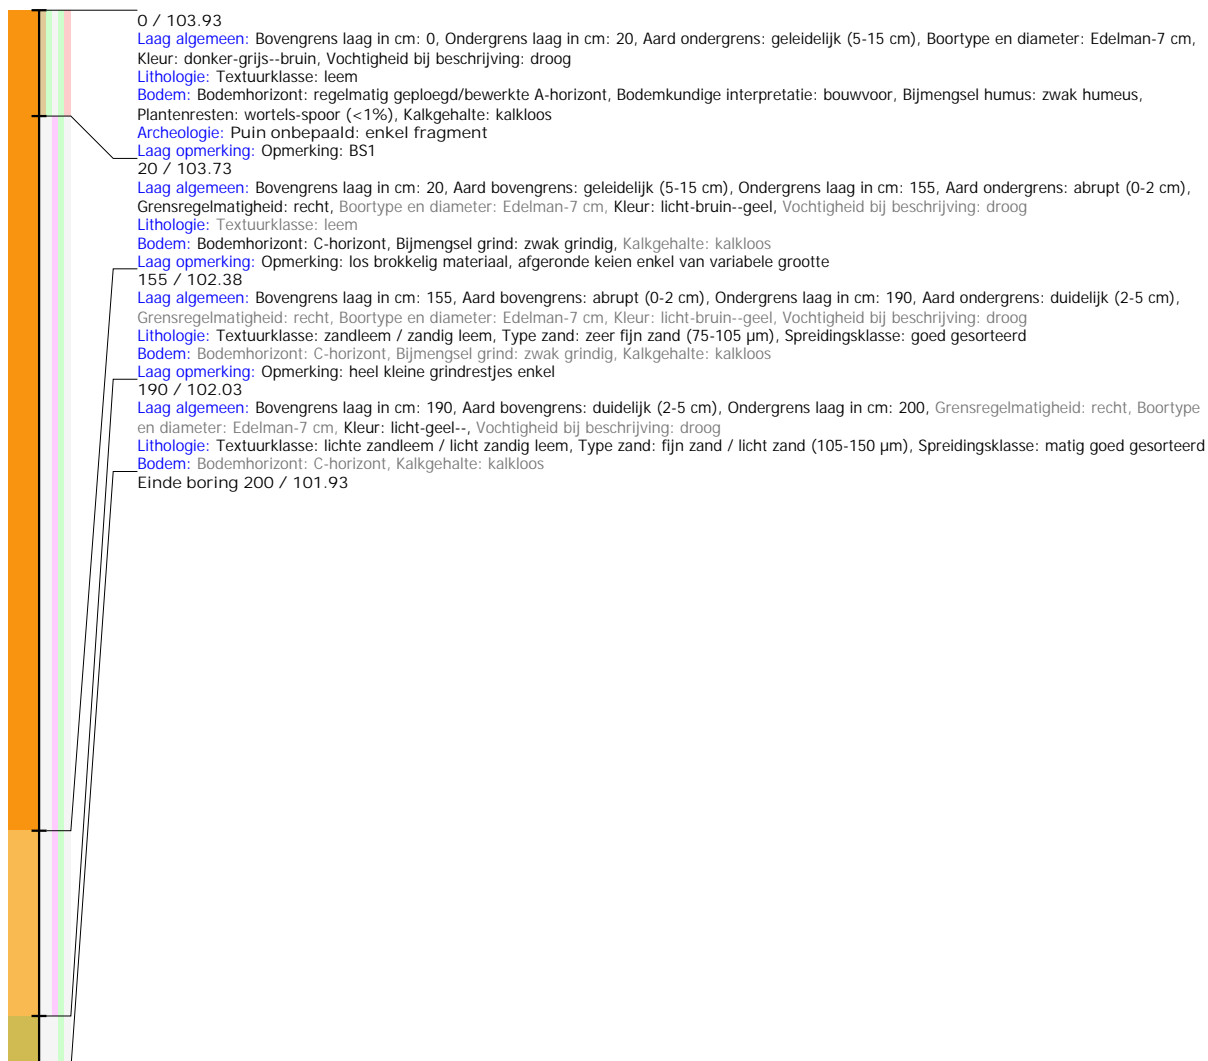 0 / 103.93
Laag algemeen: Bovengrens laag in cm: 0, Ondergrens laag in cm: 20, Aard ondergrens: geleidelijk (5-15 cm), Boortype en diameter: Edelman-7 cm,
Kleur: donker-grijs--bruin, Vochtigheid bij beschrijving: droog
Lithologie: Textuurklasse: leem
Bodem: Bodemhorizont: regelmatig geploegd/bewerkte A-horizont, Bodemkundige interpretatie: bouwvoor, Bijmengsel humus: zwak humeus,
Plantenresten: wortels-spoor (<1%), Kalkgehalte: kalkloos
Archeologie: Puin onbepaald: enkel fragment
Laag opmerking: Opmerking: BS1
20 / 103.73
Laag algemeen: Bovengrens laag in cm: 20, Aard bovengrens: geleidelijk (5-15 cm), Ondergrens laag in cm: 155, Aard ondergrens: abrupt (0-2 cm),
Grensregelmatigheid: recht, Boortype en diameter: Edelman-7 cm, Kleur: licht-bruin--geel, Vochtigheid bij beschrijving: droog
Lithologie: Textuurklasse: leem
Bodem: Bodemhorizont: C-horizont, Bijmengsel grind: zwak grindig, Kalkgehalte: kalkloos
Laag opmerking: Opmerking: los brokkelig materiaal, afgeronde keien enkel van variabele grootte
155 / 102.38
Laag algemeen: Bovengrens laag in cm: 155, Aard bovengrens: abrupt (0-2 cm), Ondergrens laag in cm: 190, Aard ondergrens: duidelijk (2-5 cm),
Grensregelmatigheid: recht, Boortype en diameter: Edelman-7 cm, Kleur: licht-bruin--geel, Vochtigheid bij beschrijving: droog
Lithologie: Textuurklasse: zandleem / zandig leem, Type zand: zeer fijn zand (75-105 µm), Spreidingsklasse: goed gesorteerd
Bodem: Bodemhorizont: C-horizont, Bijmengsel grind: zwak grindig, Kalkgehalte: kalkloos
Laag opmerking: Opmerking: heel kleine grindrestjes enkel
190 / 102.03
Laag algemeen: Bovengrens laag in cm: 190, Aard bovengrens: duidelijk (2-5 cm), Ondergrens laag in cm: 200, Grensregelmatigheid: recht, Boortype
en diameter: Edelman-7 cm, Kleur: licht-geel--, Vochtigheid bij beschrijving: droog
Lithologie: Textuurklasse: lichte zandleem / licht zandig leem, Type zand: fijn zand / licht zand (105-150 µm), Spreidingsklasse: matig goed gesorteerd
Bodem: Bodemhorizont: C-horizont, Kalkgehalte: kalkloos
Einde boring 200 / 101.93